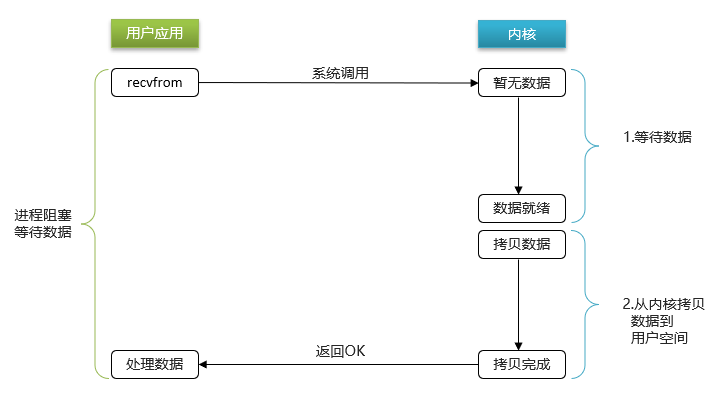 用户应用
内核
recvfrom
系统调用
暂无数据
1.等待数据
数据就绪
进程阻塞
等待数据
拷贝数据
2.从内核拷贝
数据到
用户空间
处理数据
返回OK
拷贝完成